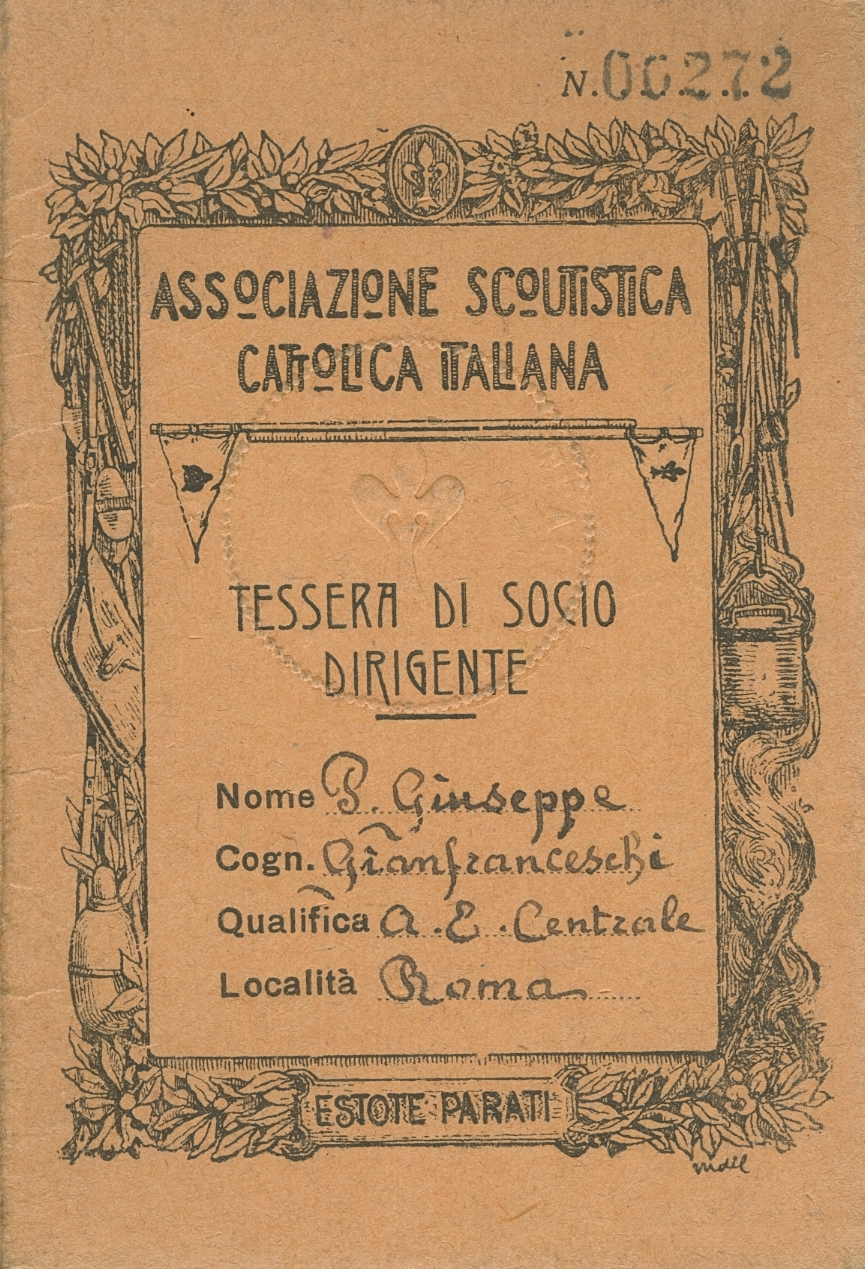 N. 00272
ASSOCIAZIONE SCOUTISTICA
CATTOLICA ITALIANA
TESSERA DI SOCIO
DIRIGENTE
Nome P. Giuseppe
Cogn. Gianfranceschi
Qualifica A. E. Centrale
Località Roma
ESTOTE PARATI